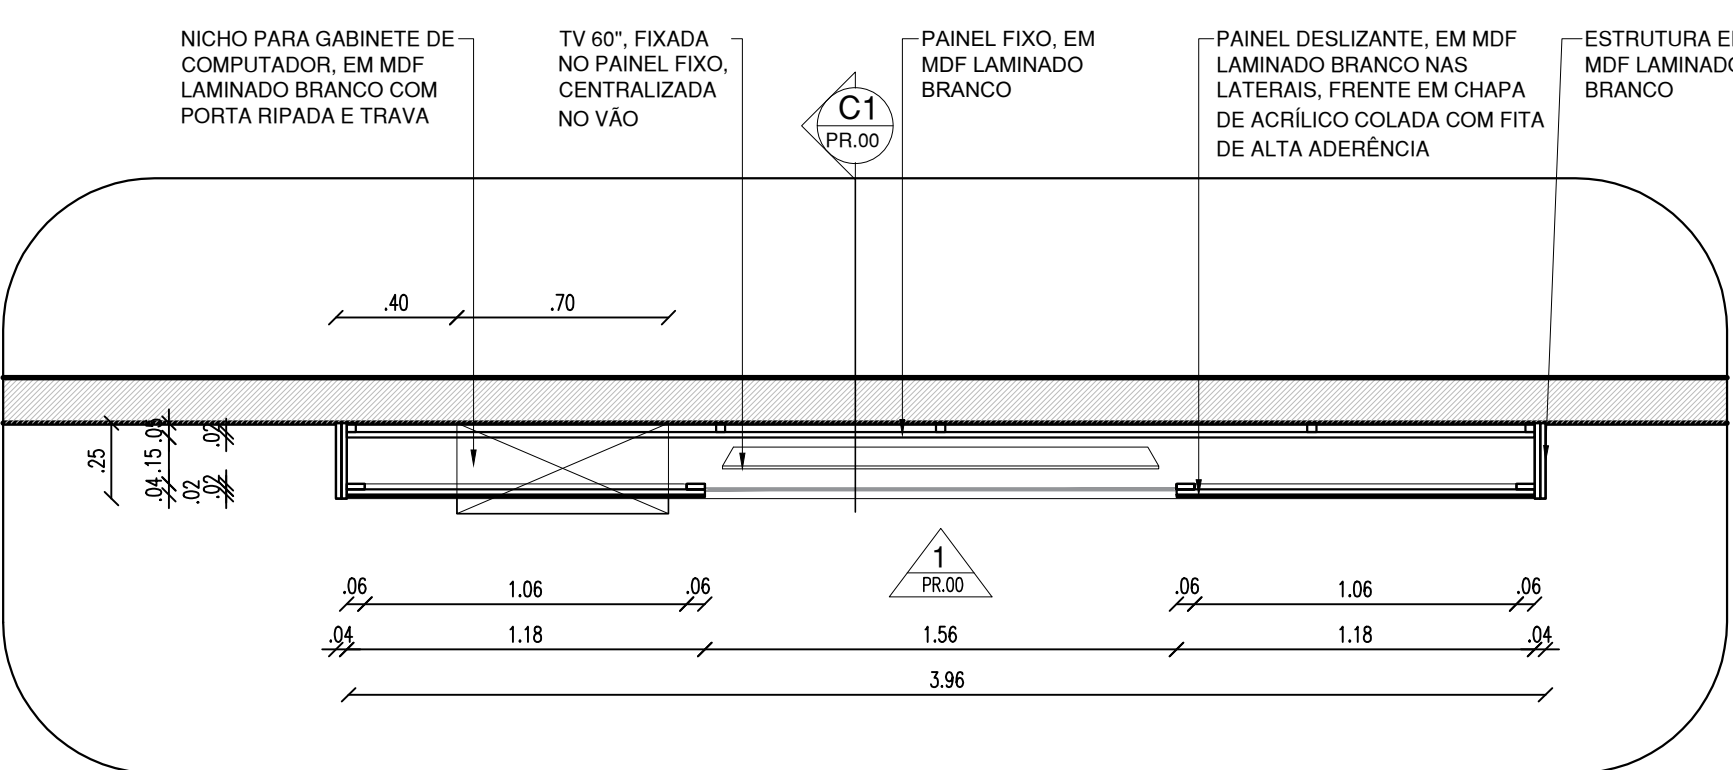 NICHO PARA GABINETE DE
COMPUTADOR, EM MDF
LAMINADO BRANCO COM
PORTA RIPADA E TRAVA
TV 60", FIXADA
NO PAINEL FIXO,
CENTRALIZADA
NO VÃO
C1
PR.00
PAINEL FIXO, EM
MDF LAMINADO
BRANCO
PAINEL DESLIZANTE, EM MDF
LAMINADO BRANCO NAS
LATERAIS, FRENTE EM CHAPA
DE ACRÍLICO COLADA COM FITA
DE ALTA ADERÊNCIA
ESTRUTURA
MDF LAMINADO
BRANCO
.40 .70
.25
.04 .15 .05
.02
.02 .02
1
PR.00
.06 1.06 .06 .06 1.06 .06
.04 1.18 1.56 1.18 .04
3.96